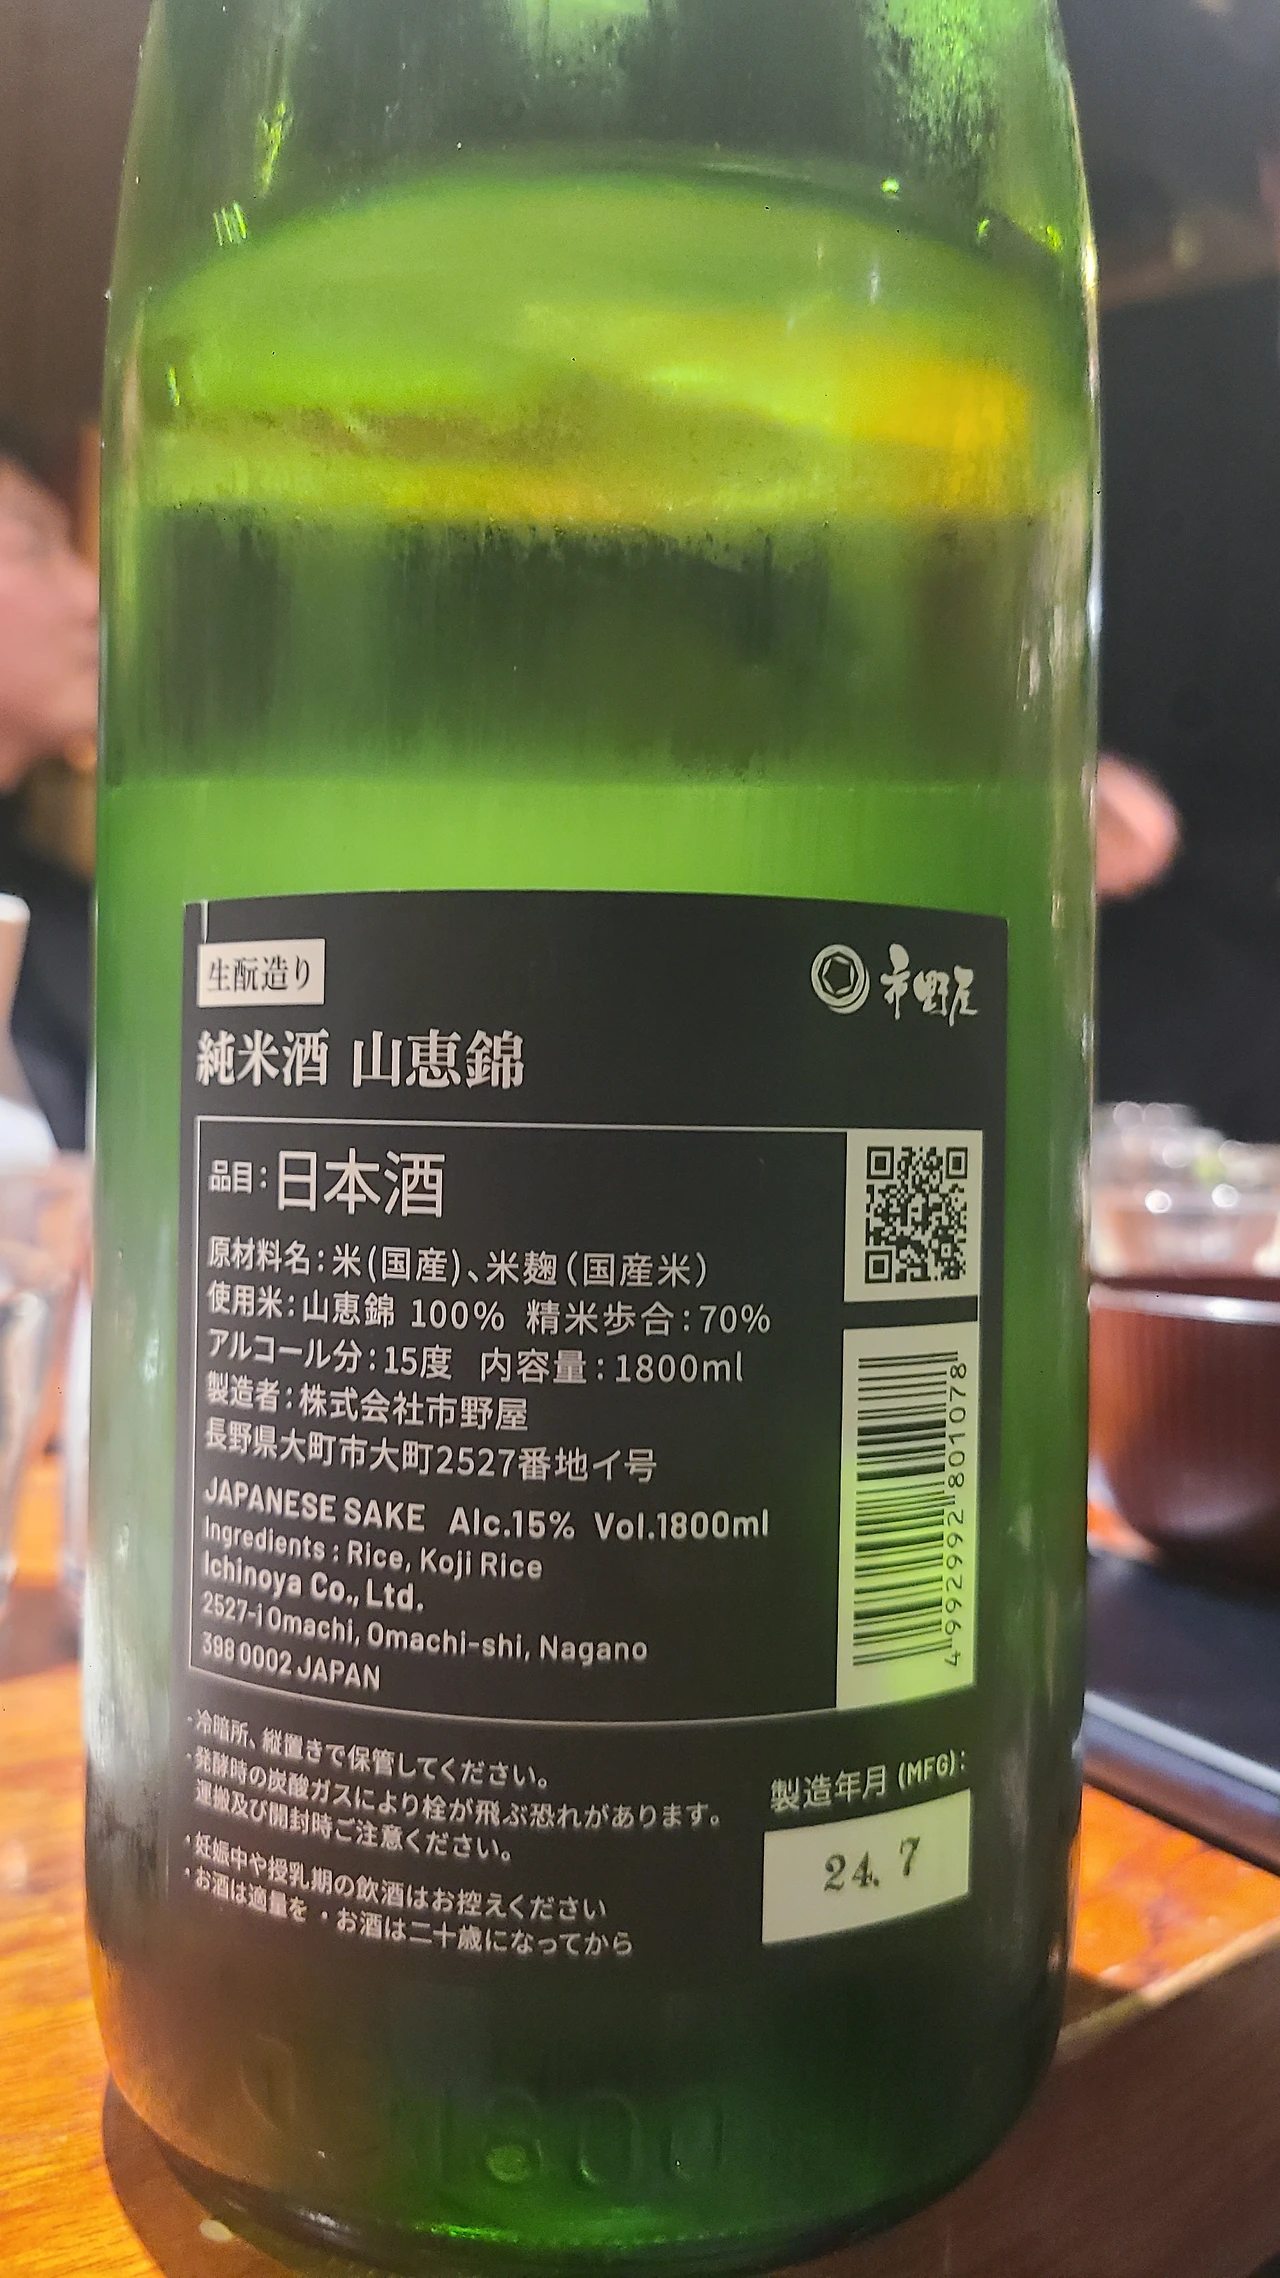 生酛造り
市野屋
純米酒 山恵錦
品目：日本酒
原材料名：米(国産)、米麹（国産米）
使用米：山恵錦 100% 精米歩合：70%
アルコール分：15度 内容量：1800ml
製造者：株式会社市野屋
長野県大町市大町2527番地イ号
JAPANESE SAKE Alc.15% Vol.1800ml
Ingredients : Rice, Koji Rice
Ichinoya Co., Ltd.
2527-i Omachi, Omachi-shi, Nagano
398 0002 JAPAN
4 992992 801078
・冷暗所、縦置きで保管してください。
・発酵時の炭酸ガスにより栓が飛ぶ恐れがあります。
運搬及び開封時ご注意ください。
・妊娠中や授乳期の飲酒はお控えください
・お酒は適量を ・お酒は二十歳になってから
製造年月 (MFG):
24. 7
1800